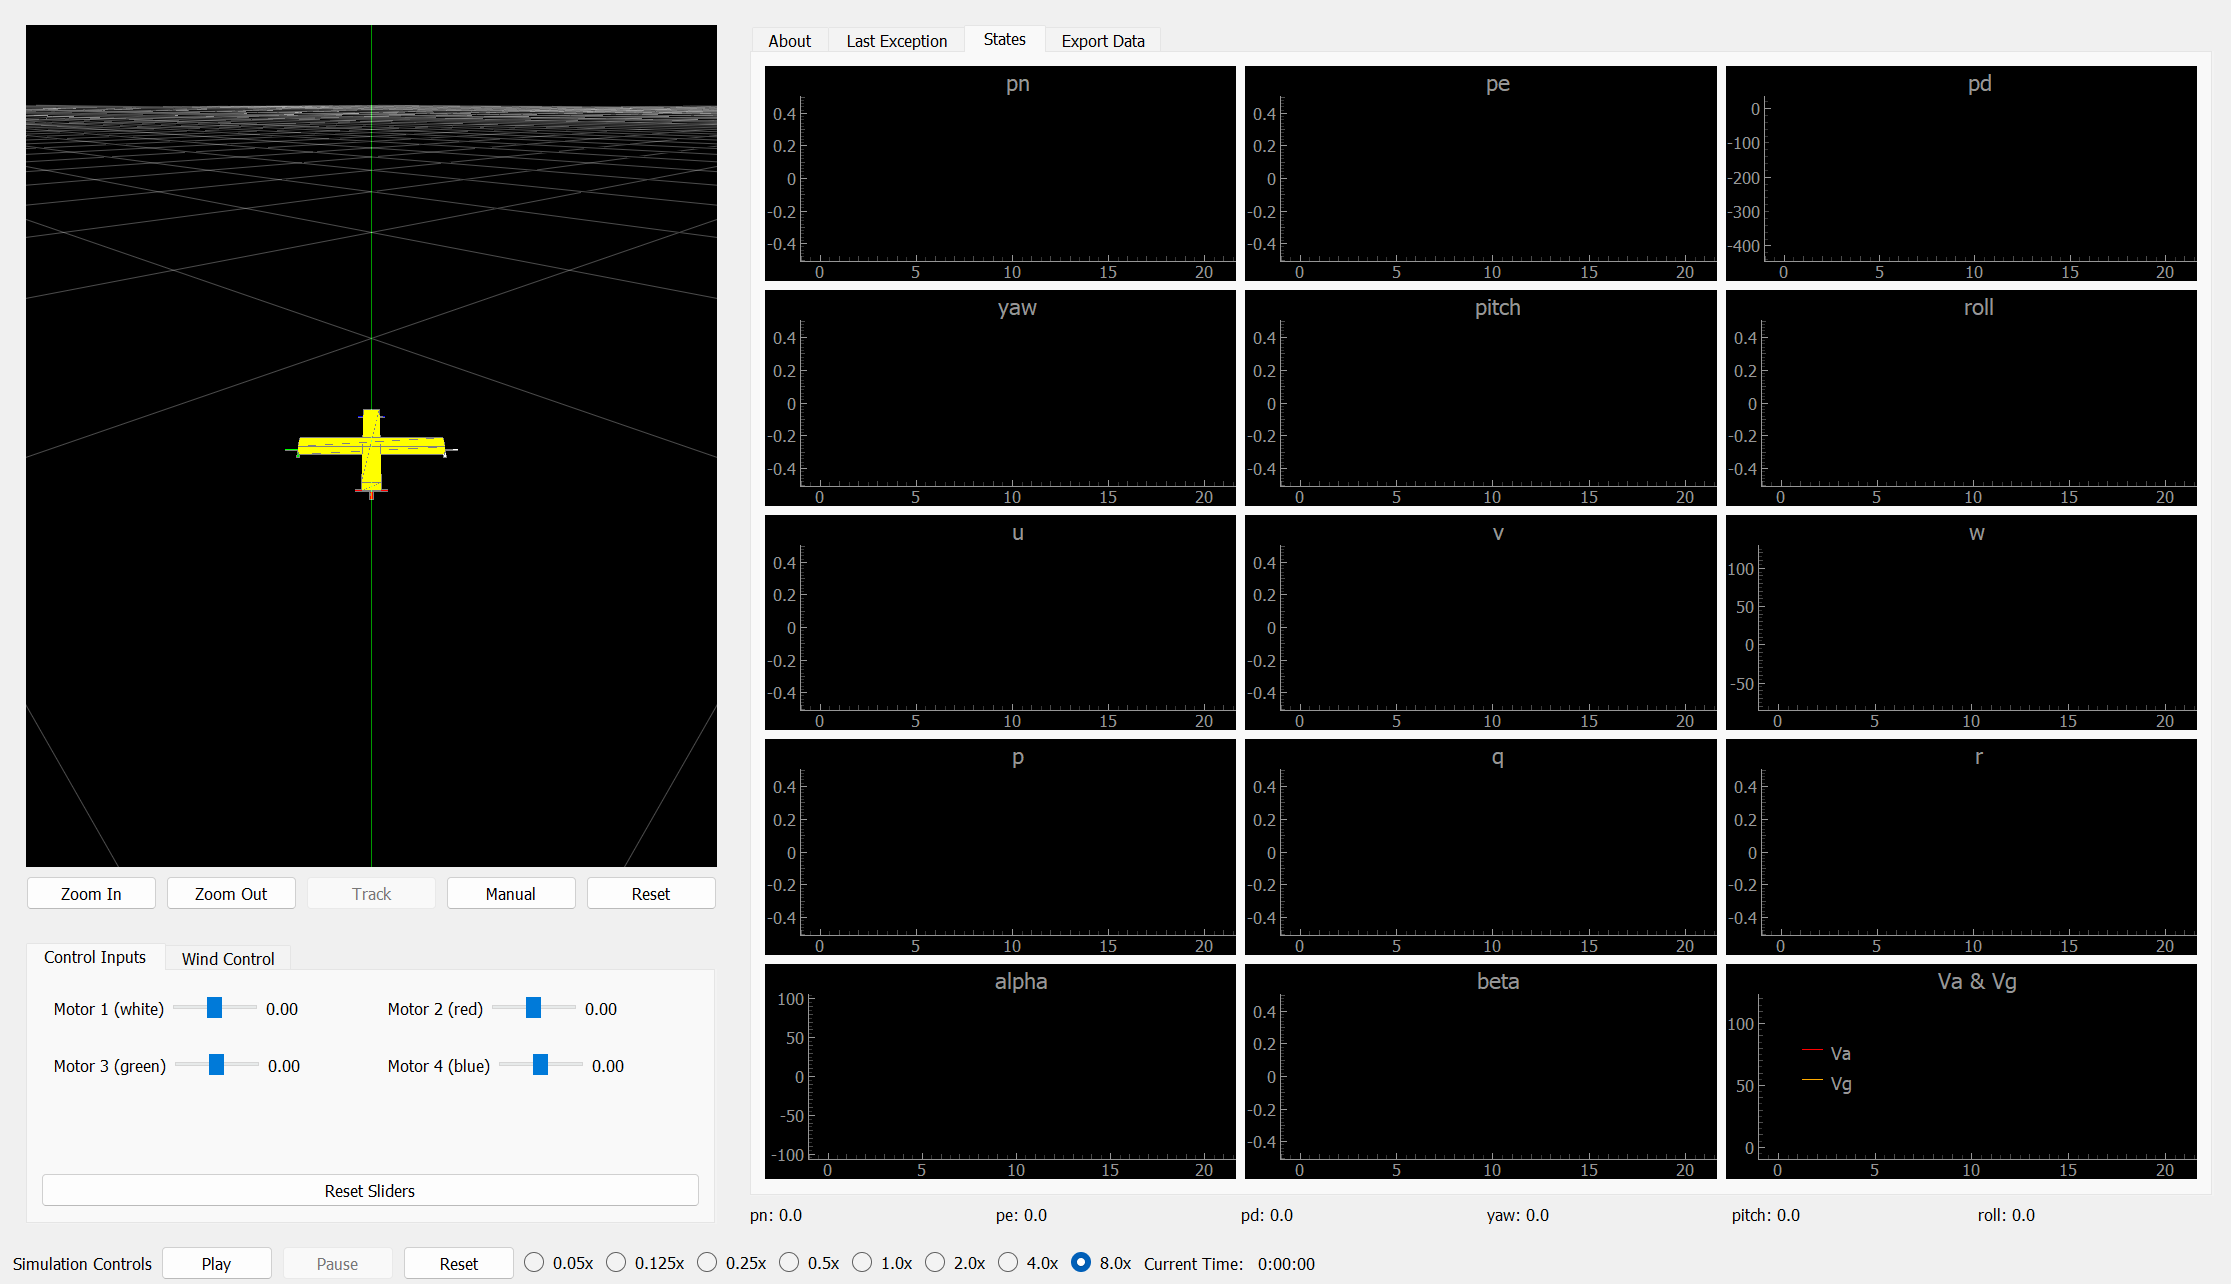 About Last Exception States Export Data
pn
0.4
0.2
0
-0.2
-0.4
0 5 10 15 20
pe
0.4
0.2
0
-0.2
-0.4
0 5 10 15 20
pd
0
-100
-200
-300
-400
0 5 10 15 20
yaw
0.4
0.2
0
-0.2
-0.4
0 5 10 15 20
pitch
0.4
0.2
0
-0.2
-0.4
0 5 10 15 20
roll
0.4
0.2
0
-0.2
-0.4
0 5 10 15 20
u
0.4
0.2
0
-0.2
-0.4
0 5 10 15 20
v
0.4
0.2
0
-0.2
-0.4
0 5 10 15 20
w
100
50
0
-50
0 5 10 15 20
p
0.4
0.2
0
-0.2
-0.4
0 5 10 15 20
q
0.4
0.2
0
-0.2
-0.4
0 5 10 15 20
r
0.4
0.2
0
-0.2
-0.4
0 5 10 15 20
alpha
100
50
0
-50
-100
0 5 10 15 20
beta
0.4
0.2
0
-0.2
-0.4
0 5 10 15 20
Va & Vg
100
50
0
Va
Vg
0 5 10 15 20
Zoom In Zoom Out Track Manual Reset
Control Inputs Wind Control
Motor 1 (white) 0.00 Motor 2 (red) 0.00
Motor 3 (green) 0.00 Motor 4 (blue) 0.00
Reset Sliders
pn: 0.0 pe: 0.0 pd: 0.0 yaw: 0.0 pitch: 0.0 roll: 0.0
Simulation Controls Play Pause Reset 0.05x 0.125x 0.25x 0.5x 1.0x 2.0x 4.0x 8.0x Current Time: 0:00:00